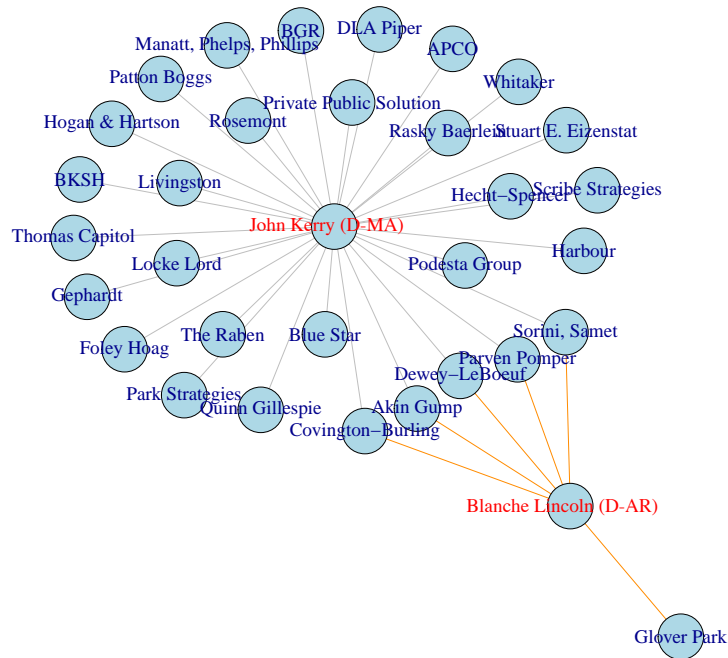 BGR
DLA Piper
Manatt, Phelps, Phillips
APCO
Patton Boggs
Whitaker
Private Public Solution
Hogan & Hartson
Rosemont
Rasky Baerlein
Stuart E. Eizenstat
BKSH
Livingston
Hecht–Spencer
Scribe Strategies
John Kerry (D-MA)
Thomas Capitol
Locke Lord
Podesta Group
Harbour
Gephardt
The Raben
Blue Star
Sorini, Samet
Foley Hoag
Parven Pomper
Dewey–LeBoeuf
Park Strategies
Quinn Gillespie
Akin Gump
Covington–Burling
Blanche Lincoln (D-AR)
Glover Park